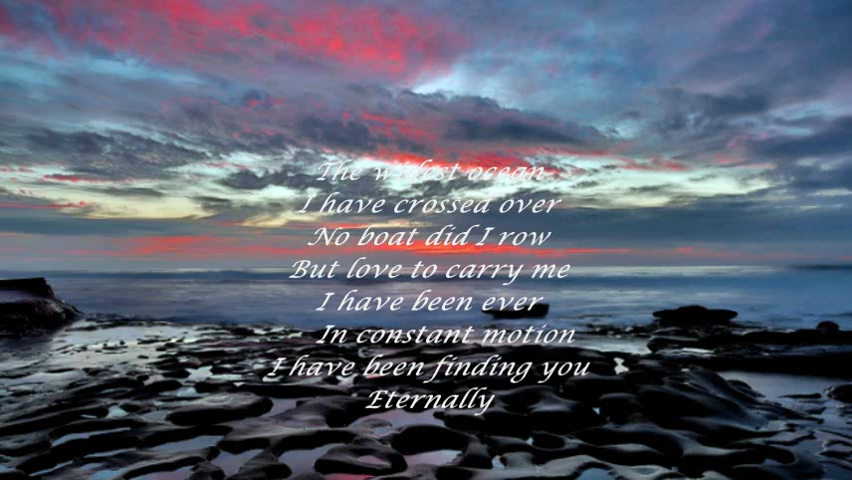 The widest ocean
I have crossed over
No boat did I row
But love to carry me
I have been ever
In constant motion
I have been finding you
Eternally